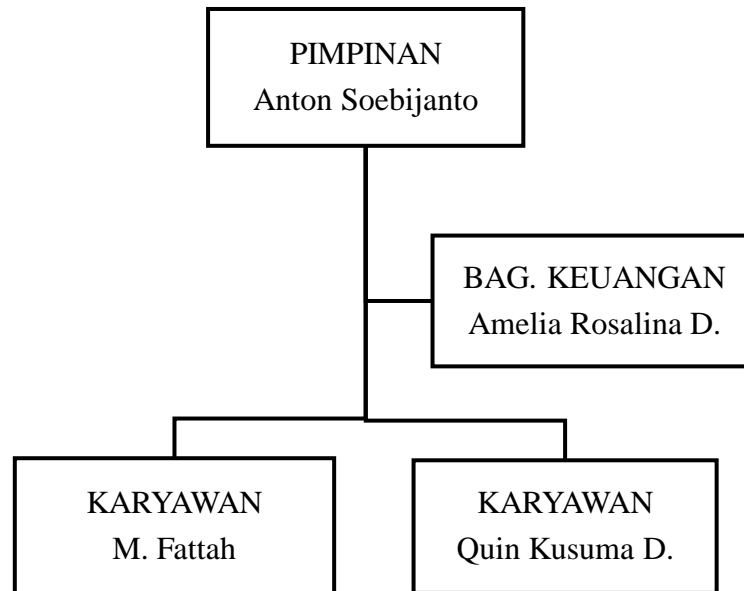 PIMPINAN
Anton Soebijanto
BAG. KEUANGAN
Amelia Rosalina D.
KARYAWAN
M. Fattah
KARYAWAN
Quin Kusuma D.